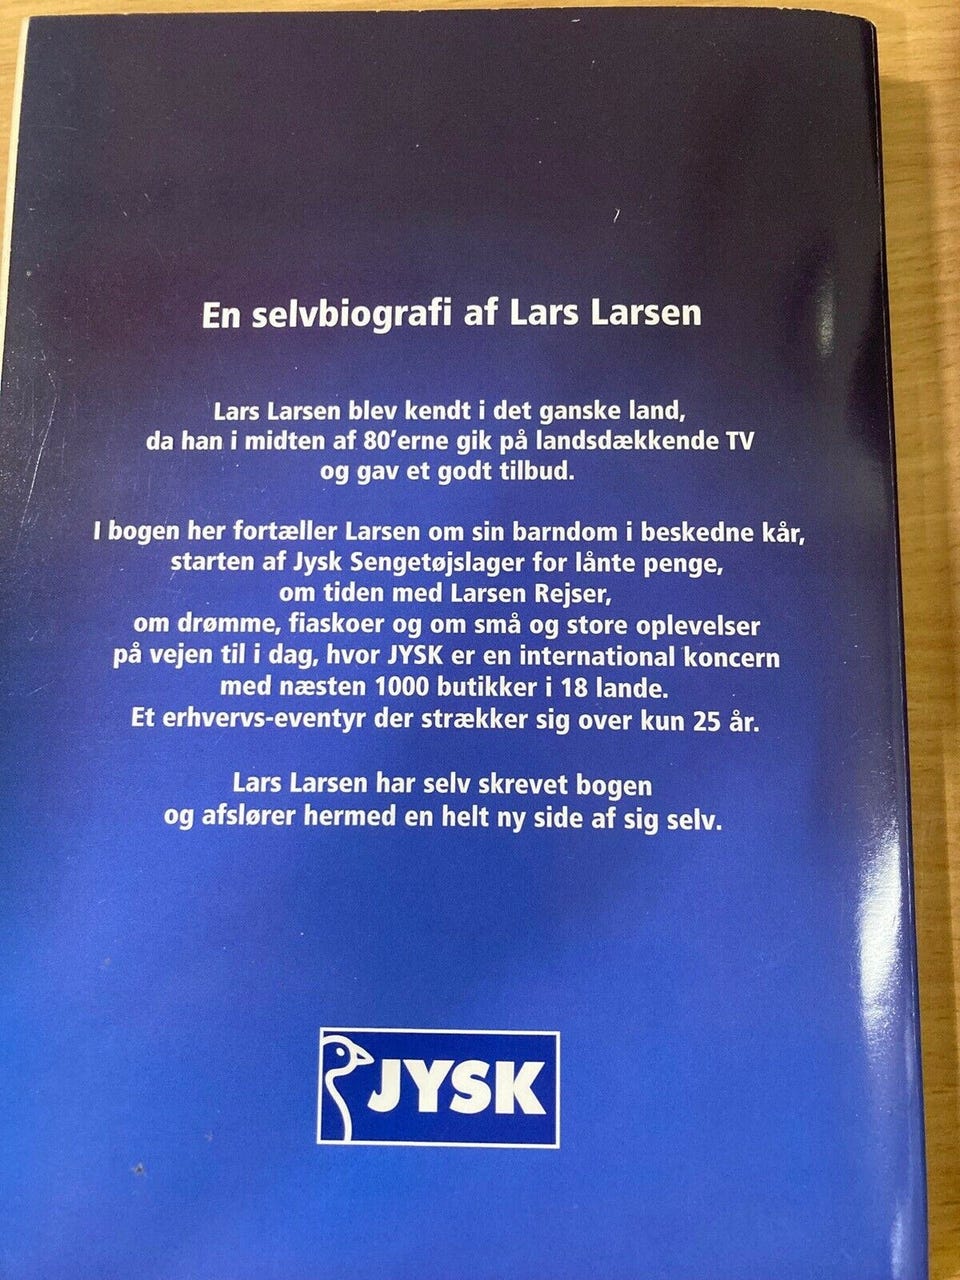 En selvbiografi af Lars Larsen
Lars Larsen blev kendt i det ganske land,
da han i midten af 80'erne gik på landsdækkende TV
og gav et godt tilbud.
I bogen her fortæller Larsen om sin barndom i beskedne kår,
starten af Jysk Sengetøjslager for lånte penge,
om tiden med Larsen Rejser,
om drømme, fiaskoer og om små og store oplevelser
på vejen til i dag, hvor JYSK er en international koncern
med næsten 1000 butikker i 18 lande.
Et erhvervs-eventyr der strækker sig over kun 25 år.
Lars Larsen har selv skrevet bogen
og afslører hermed en helt ny side af sig selv.
JYSK